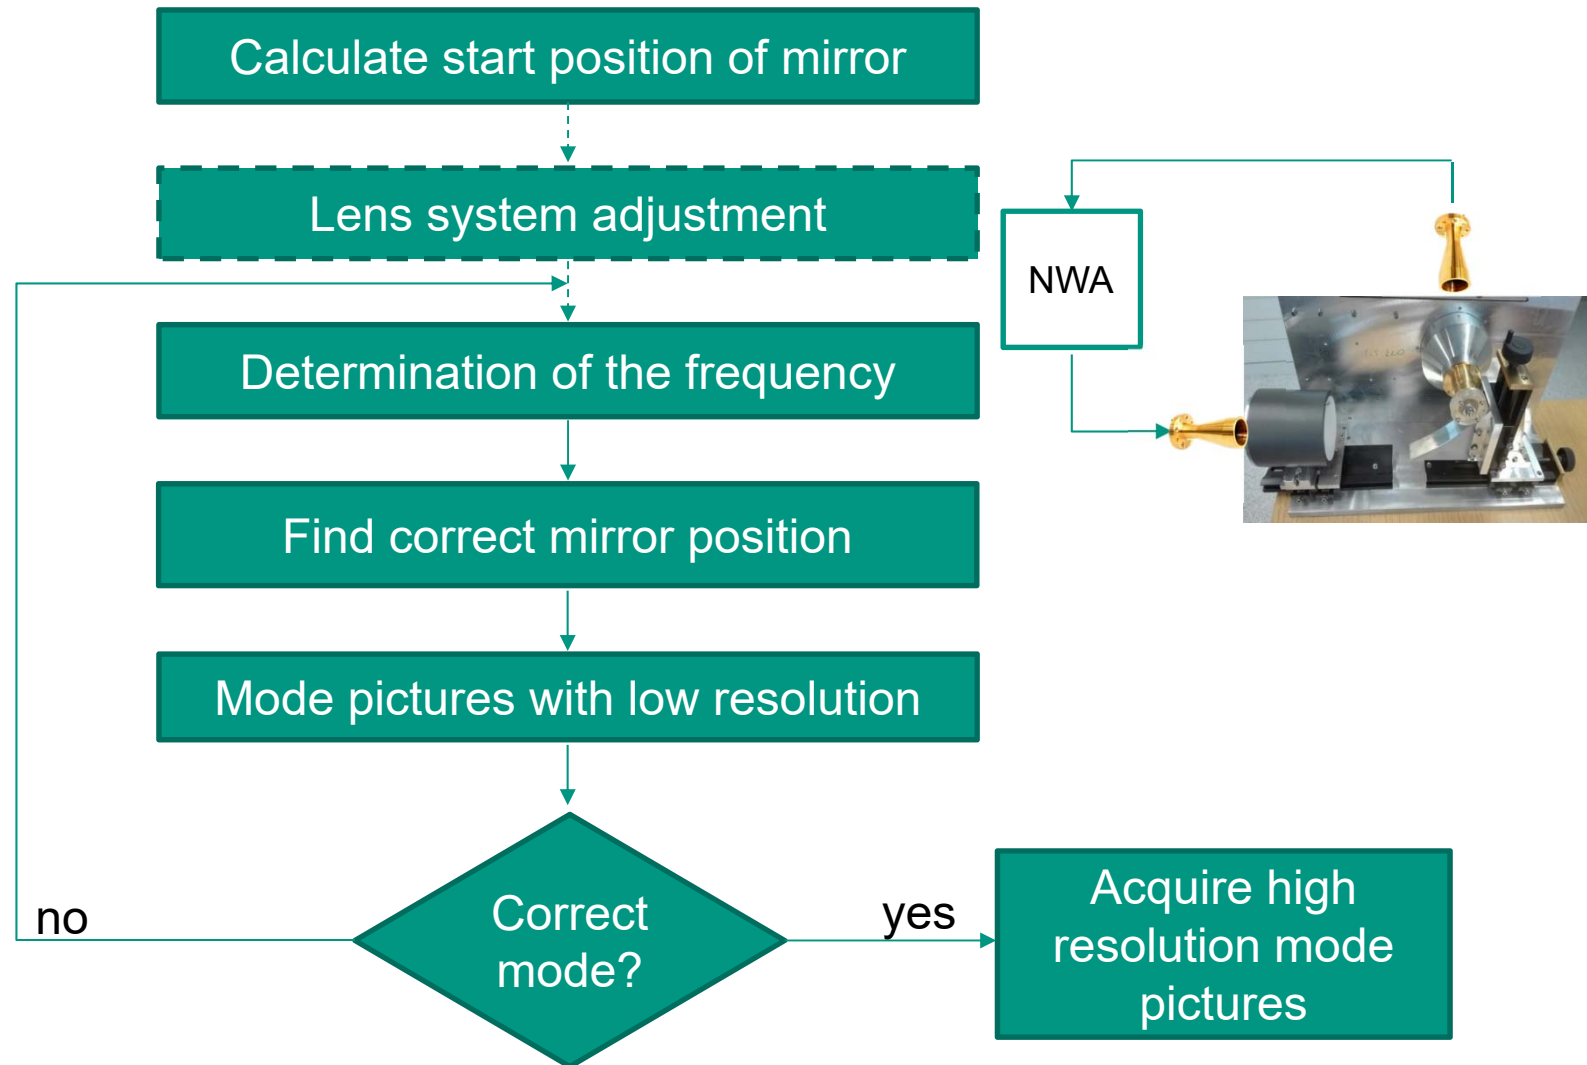 Calculate start position of mirror
Lens system adjustment
NWA
Determination of the frequency
Find correct mirror position
Mode pictures with low resolution
no
Correct
mode?
yes
Acquire high
resolution mode
pictures